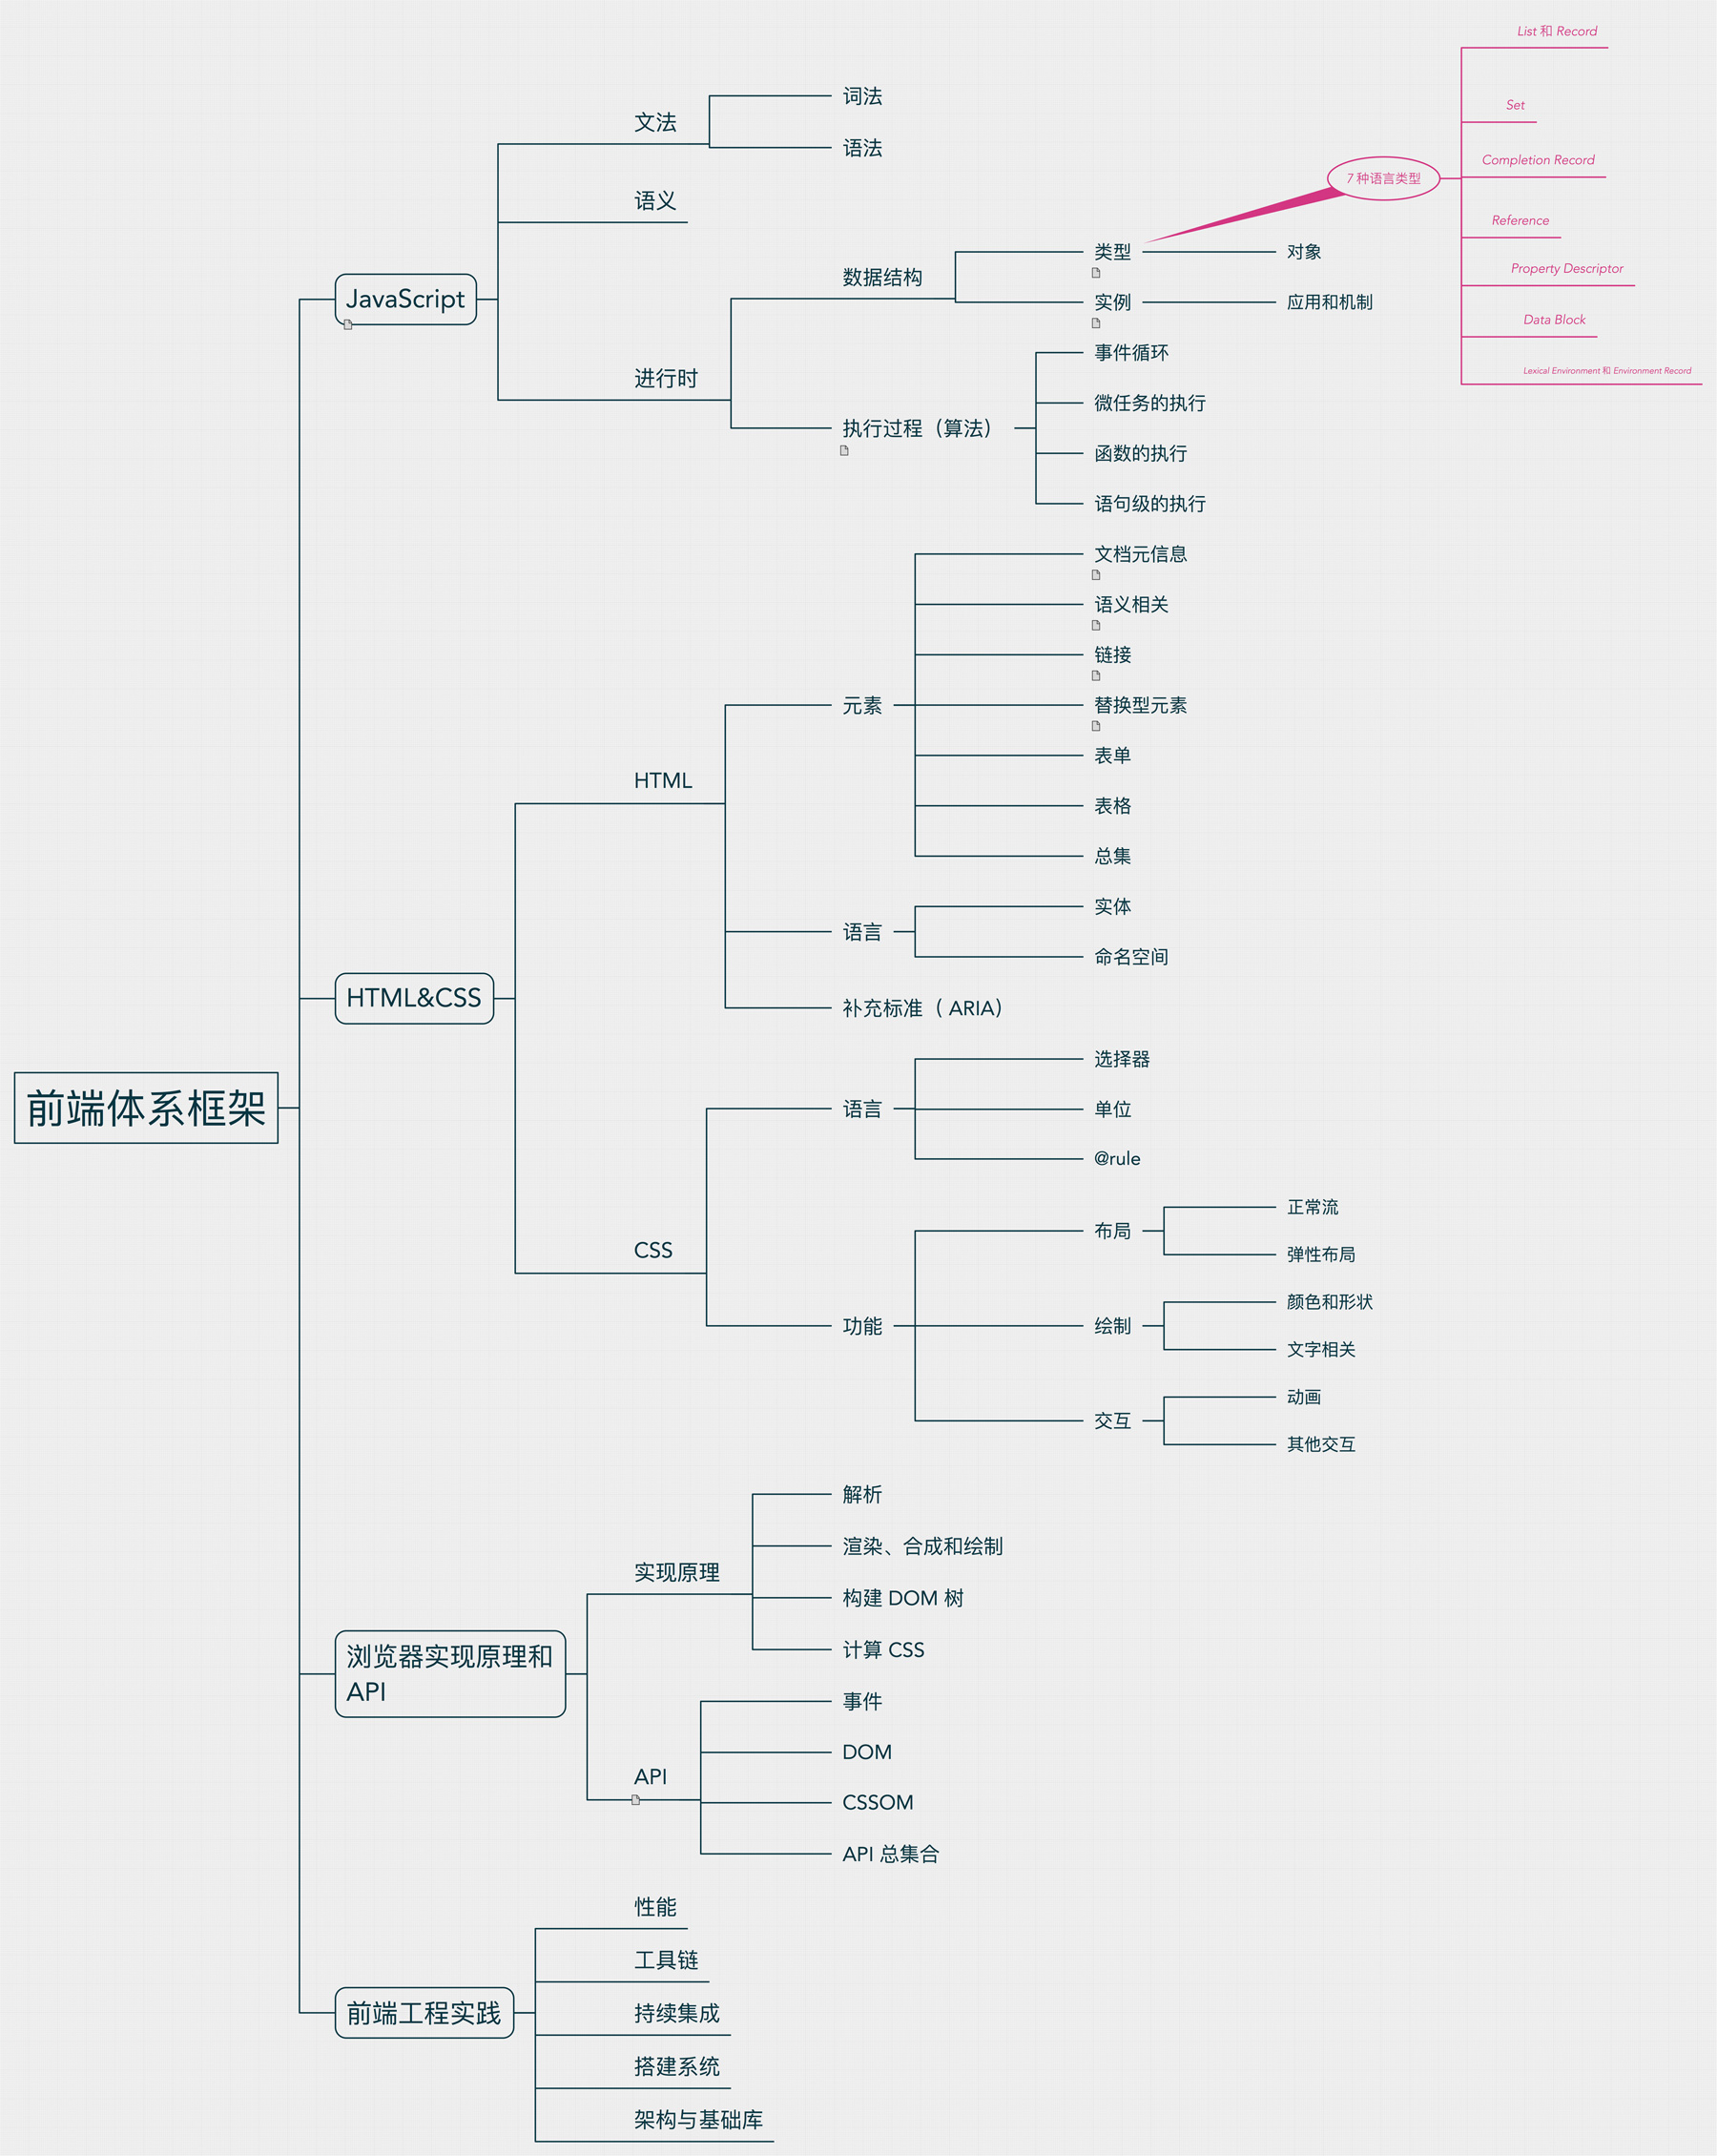 前端体系框架
JavaScript
文法
词法
语法
语义
进行时
数据结构
类型
对象
7 种语言类型
List 和 Record
Set
Completion Record
Reference
Property Descriptor
Data Block
Lexical Environment 和 Environment Record
实例
应用和机制
执行过程（算法）
事件循环
微任务的执行
函数的执行
语句级的执行
HTML&CSS
HTML
元素
文档元信息
语义相关
链接
替换型元素
表单
表格
总集
语言
实体
命名空间
补充标准（ ARIA）
CSS
语言
选择器
单位
@rule
功能
布局
正常流
弹性布局
绘制
颜色和形状
文字相关
交互
动画
其他交互
浏览器实现原理和
API
实现原理
解析
渲染、合成和绘制
构建 DOM 树
计算 CSS
API
事件
DOM
CSSOM
API 总集合
前端工程实践
性能
工具链
持续集成
搭建系统
架构与基础库